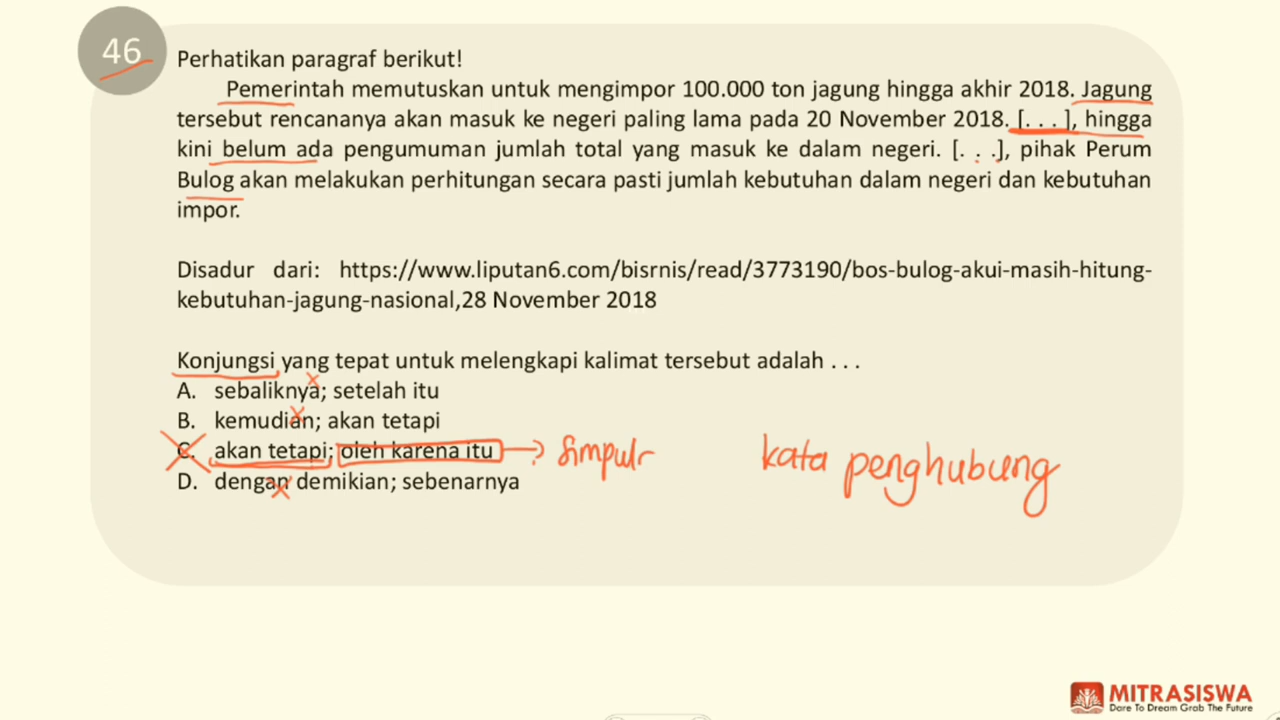 46
Perhatikan paragraf berikut!
Pemerintah memutuskan untuk mengimpor 100.000 ton jagung hingga akhir 2018. Jagung
tersebut rencananya akan masuk ke negeri paling lama pada 20 November 2018. [. . . ], hingga
kini belum ada pengumuman jumlah total yang masuk ke dalam negeri. [. . .], pihak Perum
Bulog akan melakukan perhitungan secara pasti jumlah kebutuhan dalam negeri dan kebutuhan
impor.
Disadur dari: https://www.liputan6.com/bisrnis/read/3773190/bos-bulog-akui-masih-hitung-
kebutuhan-jagung-nasional,28 November 2018
Konjungsi yang tepat untuk melengkapi kalimat tersebut adalah . . .
A. sebaliknya; setelah itu
B. kemudian; akan tetapi
C. akan tetapi; oleh karena itu
D. dengan demikian; sebenarnya
kata penghubung
MITRASISWA
Dare To Dream Grab The Future